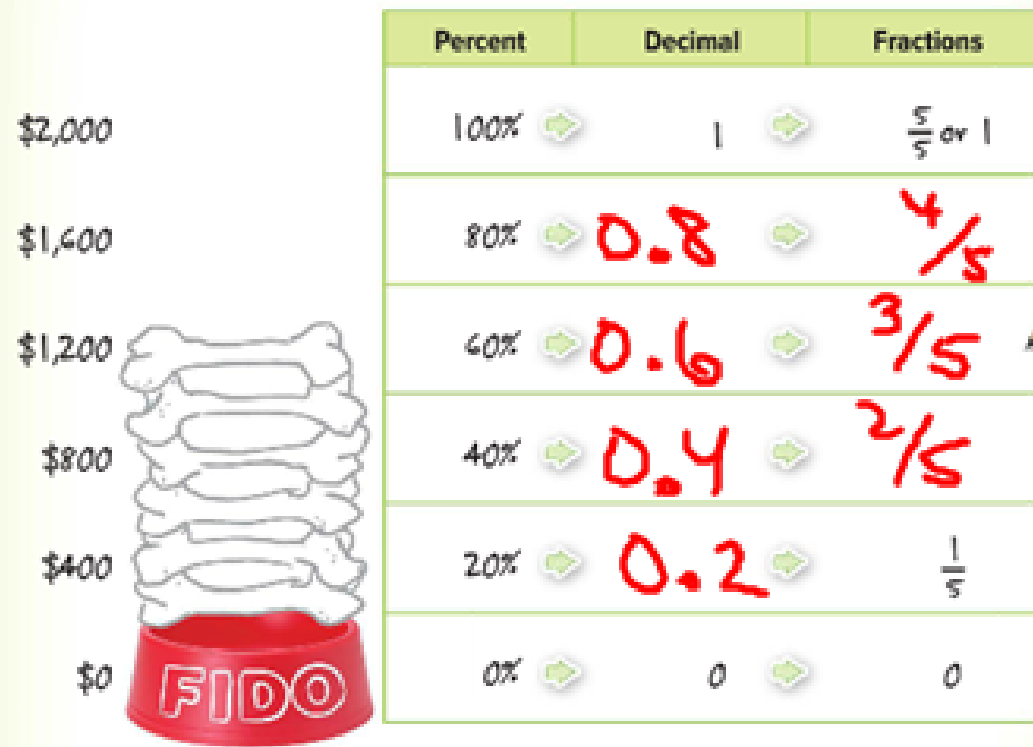 Percent Decimal Fractions
$2,000 100% 1 5/5 or 1
$1,600 80% 0.8 4/5
$1,200 60% 0.6 3/5
$800 40% 0.4 2/5
$400 20% 0.2 1/5
$0 0% 0 0
FIDO